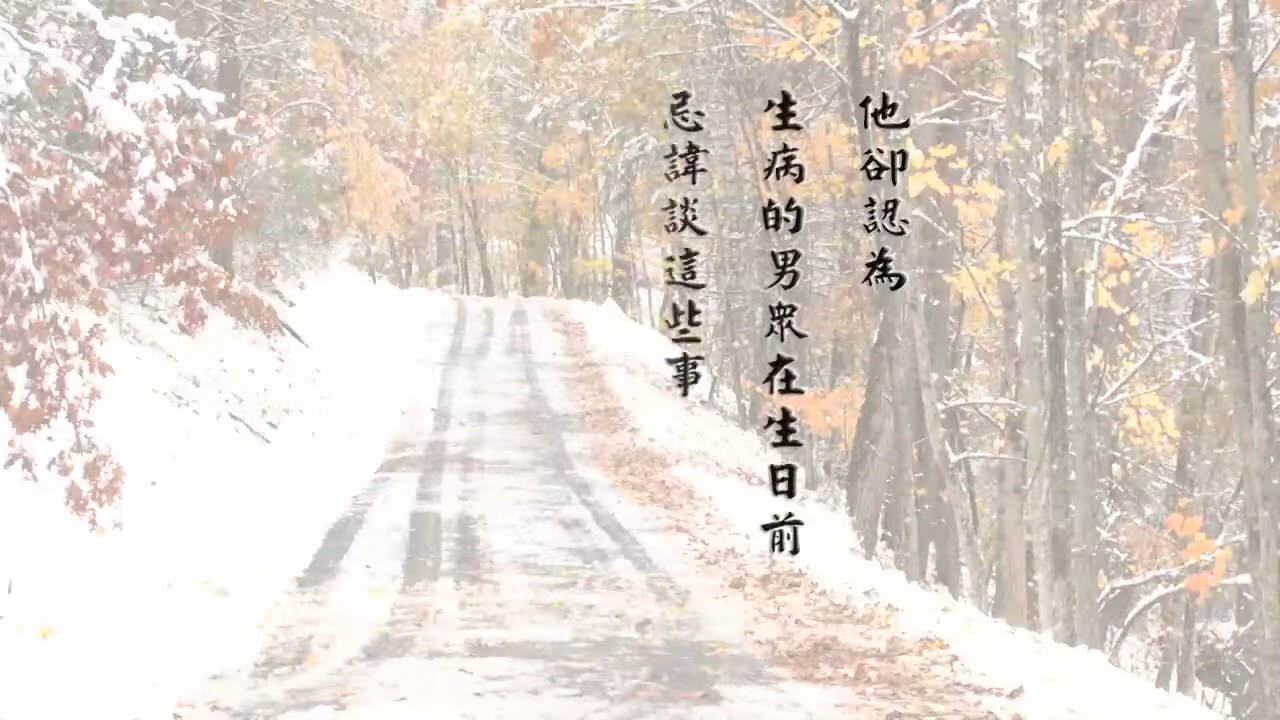 他卻認為
生病的男眾在生日前
忌諱談這些事